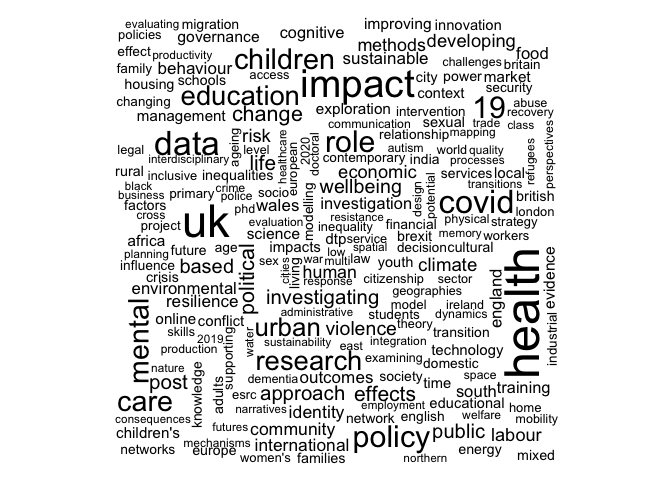 evaluating migration
policies governance cognitive improving innovation
effect productivity children sustainable methods developing food
family behaviour access impact city power market challenges britain
housing schools education context security
changing exploration intervention 19 abuse recovery
management change communication sexual trade class
legal data risk role relationship mapping perspectives
interdisciplinary ageing level healthcare european 2020 doctoral contemporary autism india world quality processes refugees
rural inclusive inequalities life economic services local
black business primary crime police socio wellbeing design potential covid transitions british
factors phd wales modelling investigation london
cross project uk evaluation resistance financial physical strategy
science inequality memory workers
africa future age impacts dtp service brexit decision cultural
planning political sex cities living war low multi spatial law youth climate
influence based human response citizenship sector health evidence
crisis environmental geographies england
resilience investigating model ireland
mental online conflict administrative students dynamics industrial
skills 2019 supporting water urban violence theory transition
production sustainability east integration technology
nature research examining domestic
post knowledge adults dementia outcomes society time space
care esrc approach effects south training
consequences narratives identity employment educational welfare home
futures community network english mobility
children's mechanisms international policy public labour
networks europe women's families northern energy mixed